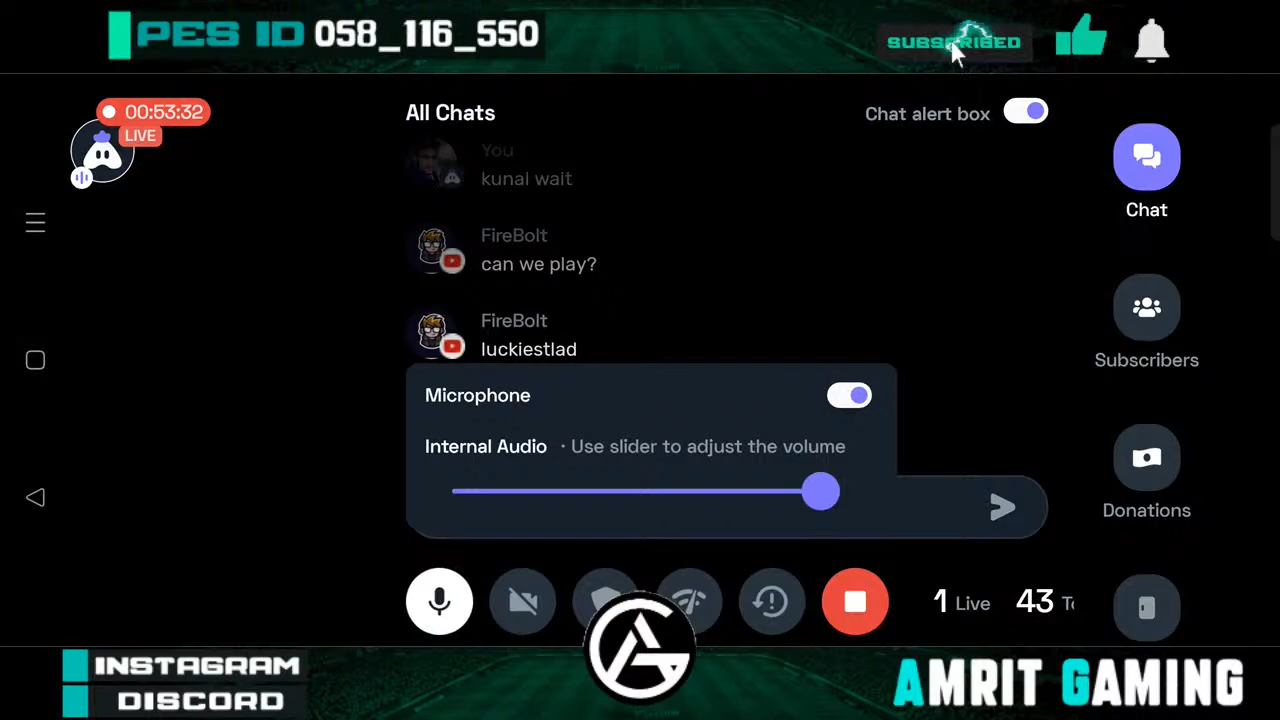 PES ID 058_116_550
SUBSCRIBED
00:53:32
LIVE
All Chats
Chat alert box
You
kunal wait
FireBolt
can we play?
FireBolt
luckiestlad
Microphone
Internal Audio · Use slider to adjust the volume
Chat
Subscribers
Donations
1 Live 43
INSTAGRAM
DISCORD
AMRIT GAMING